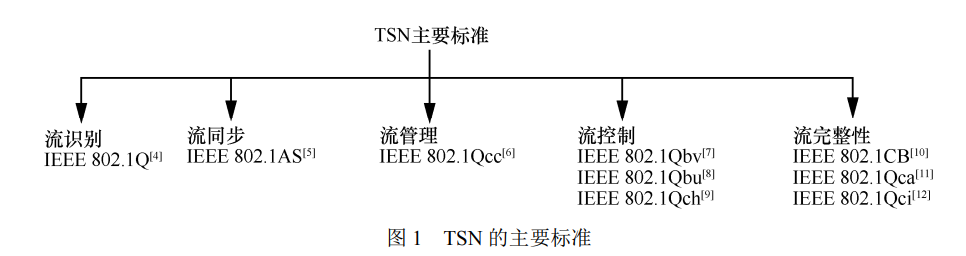 TSN主要标准
流识别
IEEE 802.1Q[4]
流同步
IEEE 802.1AS[5]
流管理
IEEE 802.1Qcc[6]
流控制
IEEE 802.1Qbv[7]
IEEE 802.1Qbu[8]
IEEE 802.1Qch[9]
流完整性
IEEE 802.1CB[10]
IEEE 802.1Qca[11]
IEEE 802.1Qci[12]
图 1 TSN 的主要标准